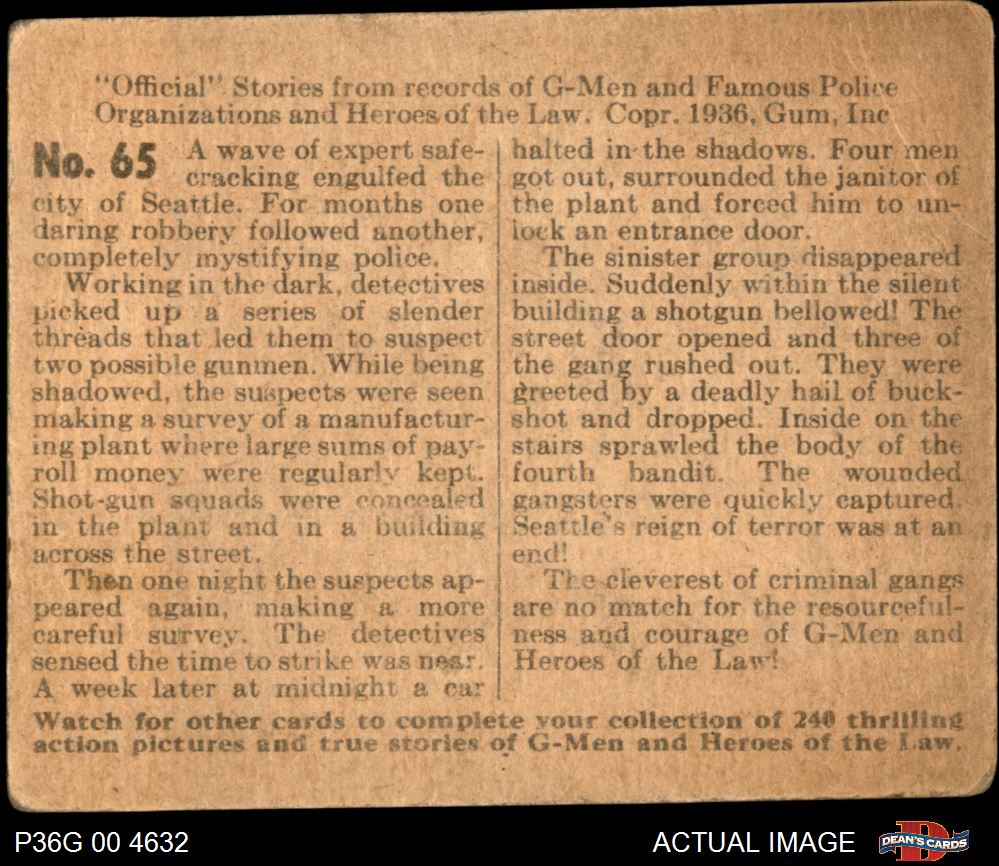 "Official" Stories from records of G-Men and Famous Police
Organizations and Heroes of the Law. Copr. 1936, Gum, Inc.
No. 65
A wave of expert safe-
cracking engulfed the
city of Seattle. For months one
daring robbery followed another,
completely mystifying police.
Working in the dark, detectives
picked up a series of slender
threads that led them to suspect
two possible gunmen. While being
shadowed, the suspects were seen
making a survey of a manufactur-
ing plant where large sums of pay-
roll money were regularly kept.
Shot-gun squads were concealed
in the plant and in a building
across the street.
Then one night the suspects ap-
peared again, making a more
careful survey. The detectives
sensed the time to strike was near.
A week later at midnight a car
halted in the shadows. Four men
got out, surrounded the janitor of
the plant and forced him to un-
lock an entrance door.
The sinister group disappeared
inside. Suddenly within the silent
building a shotgun bellowed! The
street door opened and three of
the gang rushed out. They were
greeted by a deadly hail of buck-
shot and dropped. Inside on the
stairs sprawled the body of the
fourth bandit. The wounded
gangsters were quickly captured.
Seattle's reign of terror was at an
end!
The cleverest of criminal gangs
are no match for the resourceful-
ness and courage of G-Men and
Heroes of the Law!
Watch for other cards to complete your collection of 240 thrilling
action pictures and true stories of G-Men and Heroes of the Law.
P36G 00 4632
ACTUAL IMAGE
DEAN'S CARDS